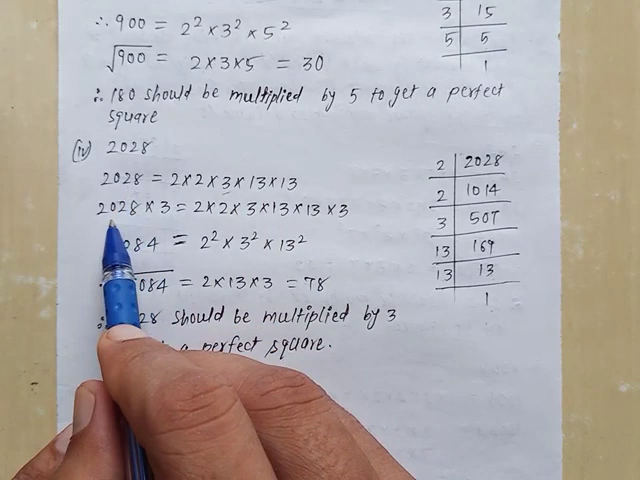 ∴ 900 = 2² × 3² × 5²
√900 = 2×3×5 = 30
∴ 180 should be multiplied by 5 to get a perfect
square
3 | 15
5 | 5
1
(iv) 2028
2028 = 2×2×3×13×13
2028 × 3 = 2×2×3×13×13×3
084 = 2² × 3² × 13²
084 = 2×13×3 = 78
∴ 28 should be multiplied by 3
a perfect square.
2 | 2028
2 | 1014
3 | 507
13 | 169
13 | 13
1